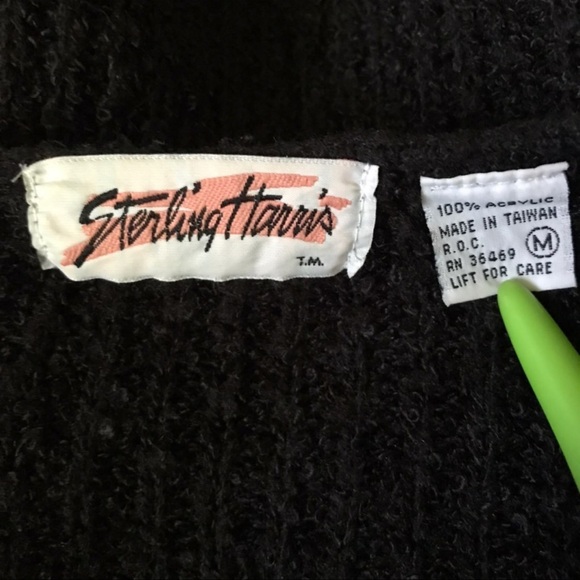 Sterling Harris
T.M.
100% ACRYLIC
MADE IN TAIWAN
R.O.C.
RN 36469 M
LIFT FOR CARE